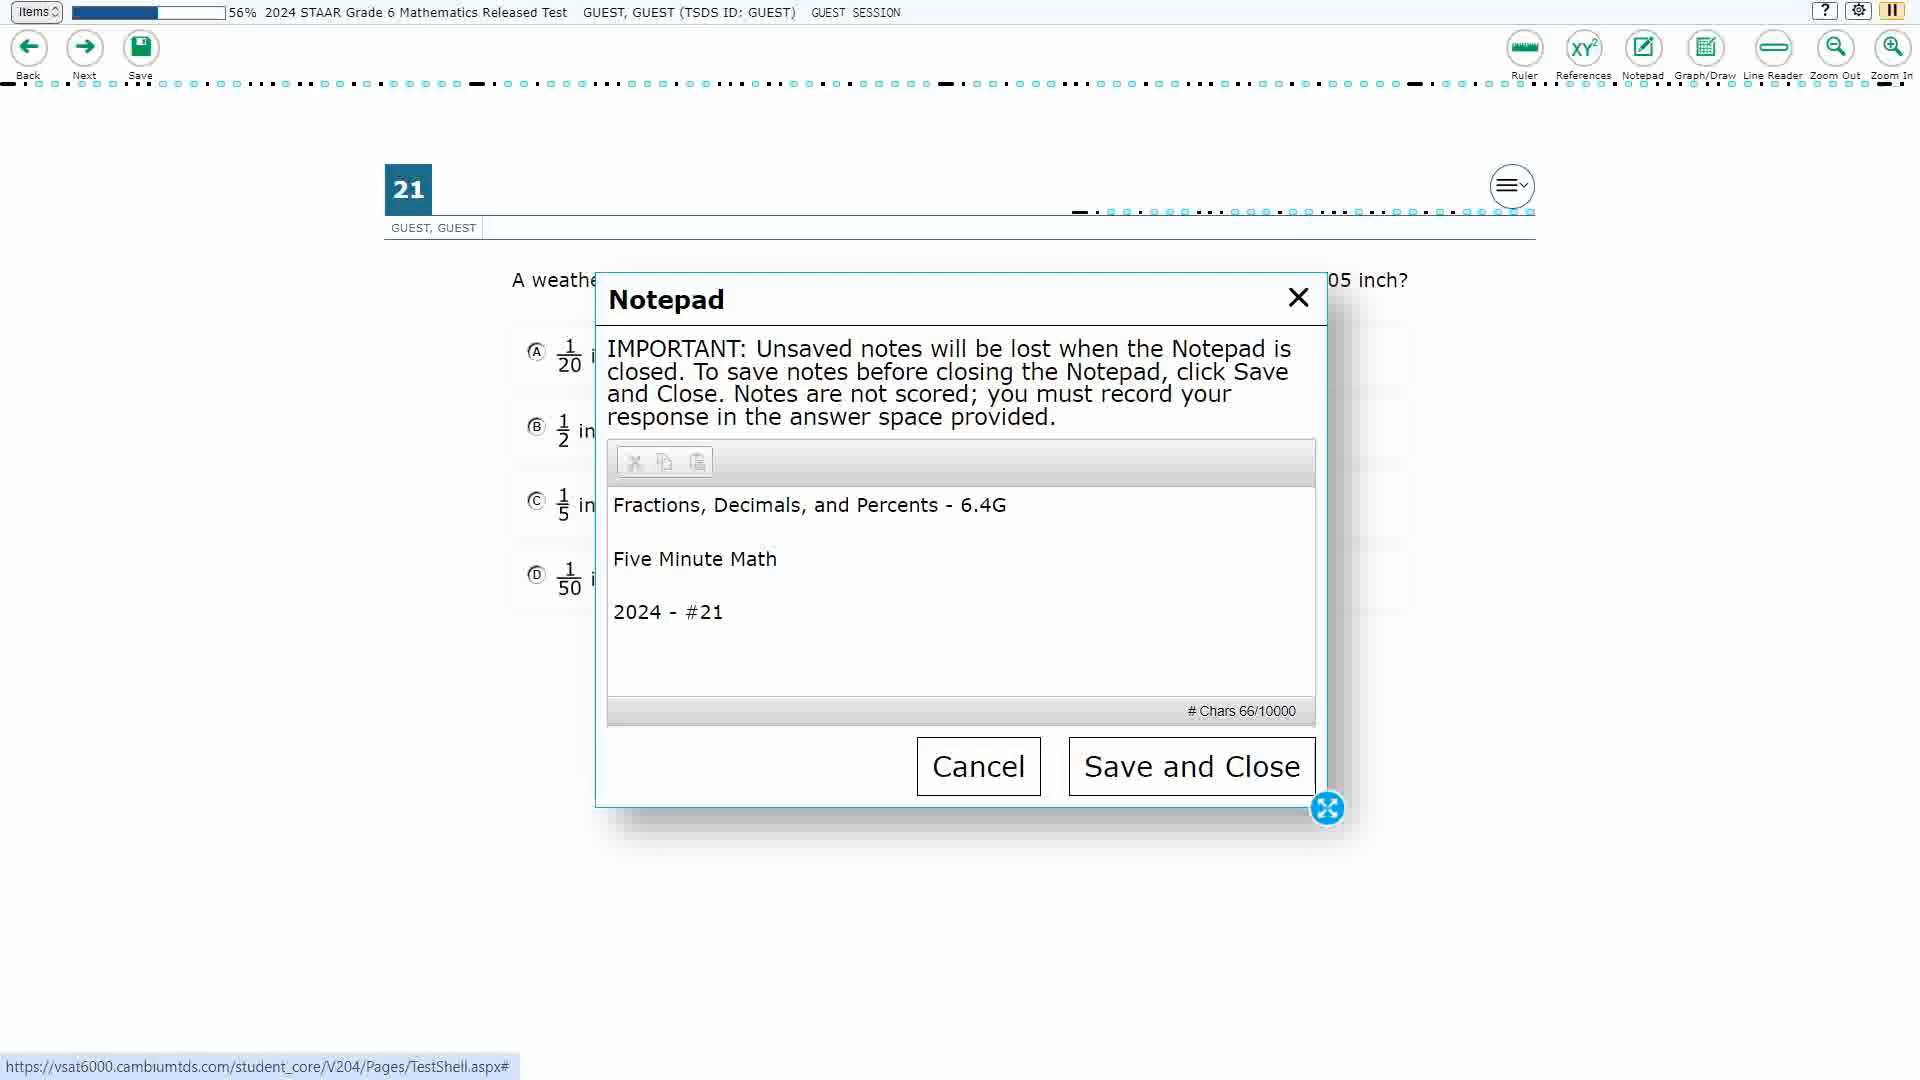 Items
56%
2024 STAAR Grade 6 Mathematics Released Test
GUEST, GUEST (TSDS ID: GUEST)
GUEST SESSION
?
Back
Next
Save
Ruler
XY²
References
Notepad
Graph/Draw
Line Reader
Zoom Out
Zoom In
21
GUEST, GUEST
A weathe
05 inch?
A 1/20 i
B 1/2 in
C 1/5 in
D 1/50 i
Notepad
IMPORTANT: Unsaved notes will be lost when the Notepad is
closed. To save notes before closing the Notepad, click Save
and Close. Notes are not scored; you must record your
response in the answer space provided.
Fractions, Decimals, and Percents - 6.4G
Five Minute Math
2024 - #21
# Chars 66/10000
Cancel
Save and Close
https://vsat6000.cambiumtds.com/student_core/V204/Pages/TestShell.aspx#